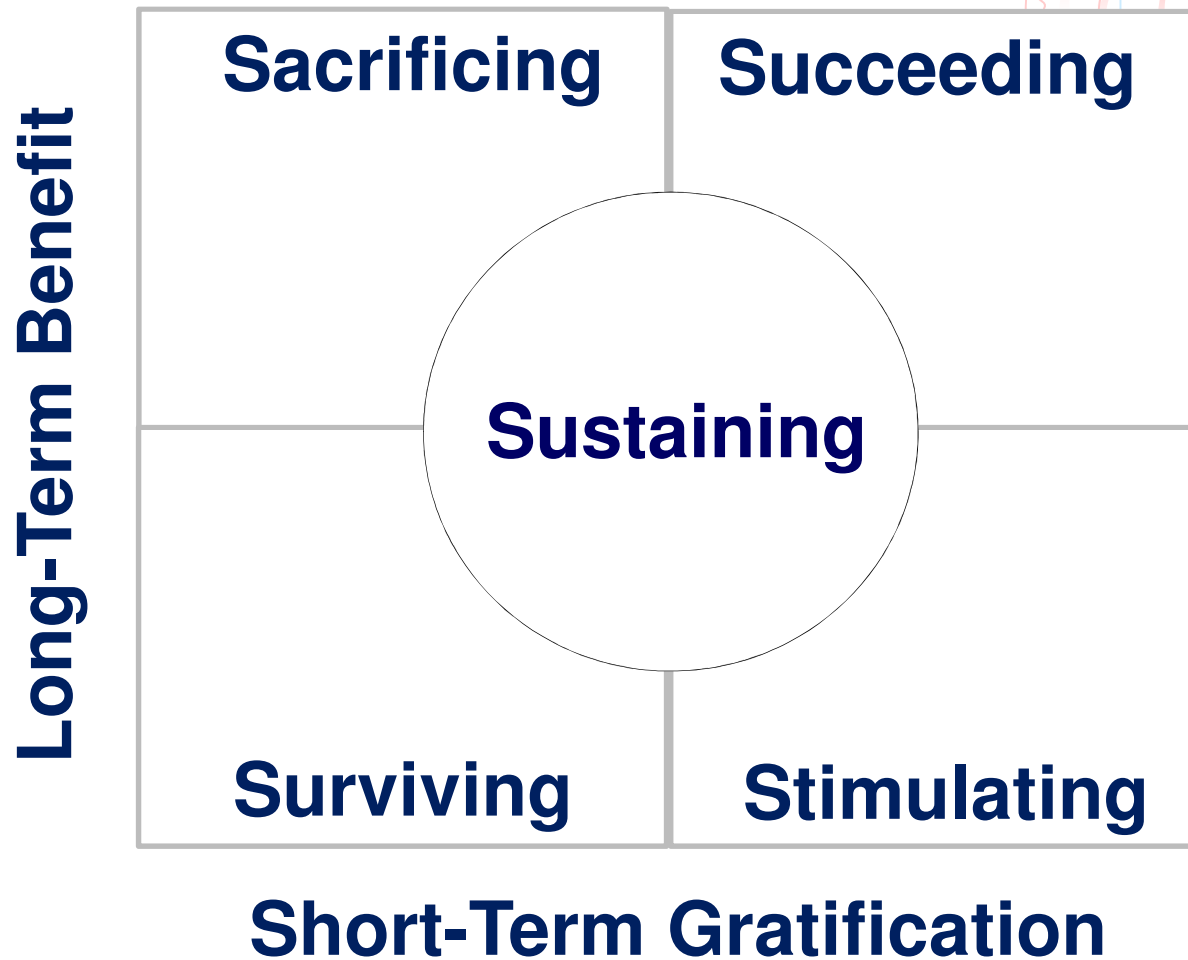 Sacrificing
Succeeding
Long-Term Benefit
Sustaining
Surviving
Stimulating
Short-Term Gratification